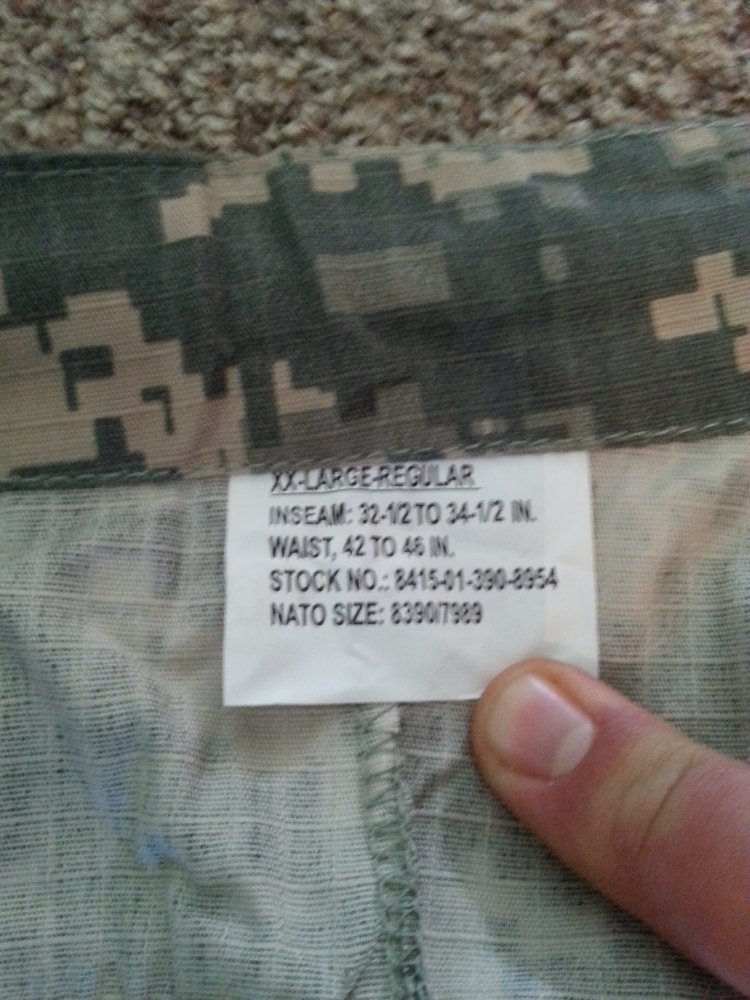 XX-LARGE-REGULAR
INSEAM: 32-1/2 TO 34-1/2 IN.
WAIST, 42 TO 46 IN.
STOCK NO.: 8415-01-390-8954
NATO SIZE: 8390/7989